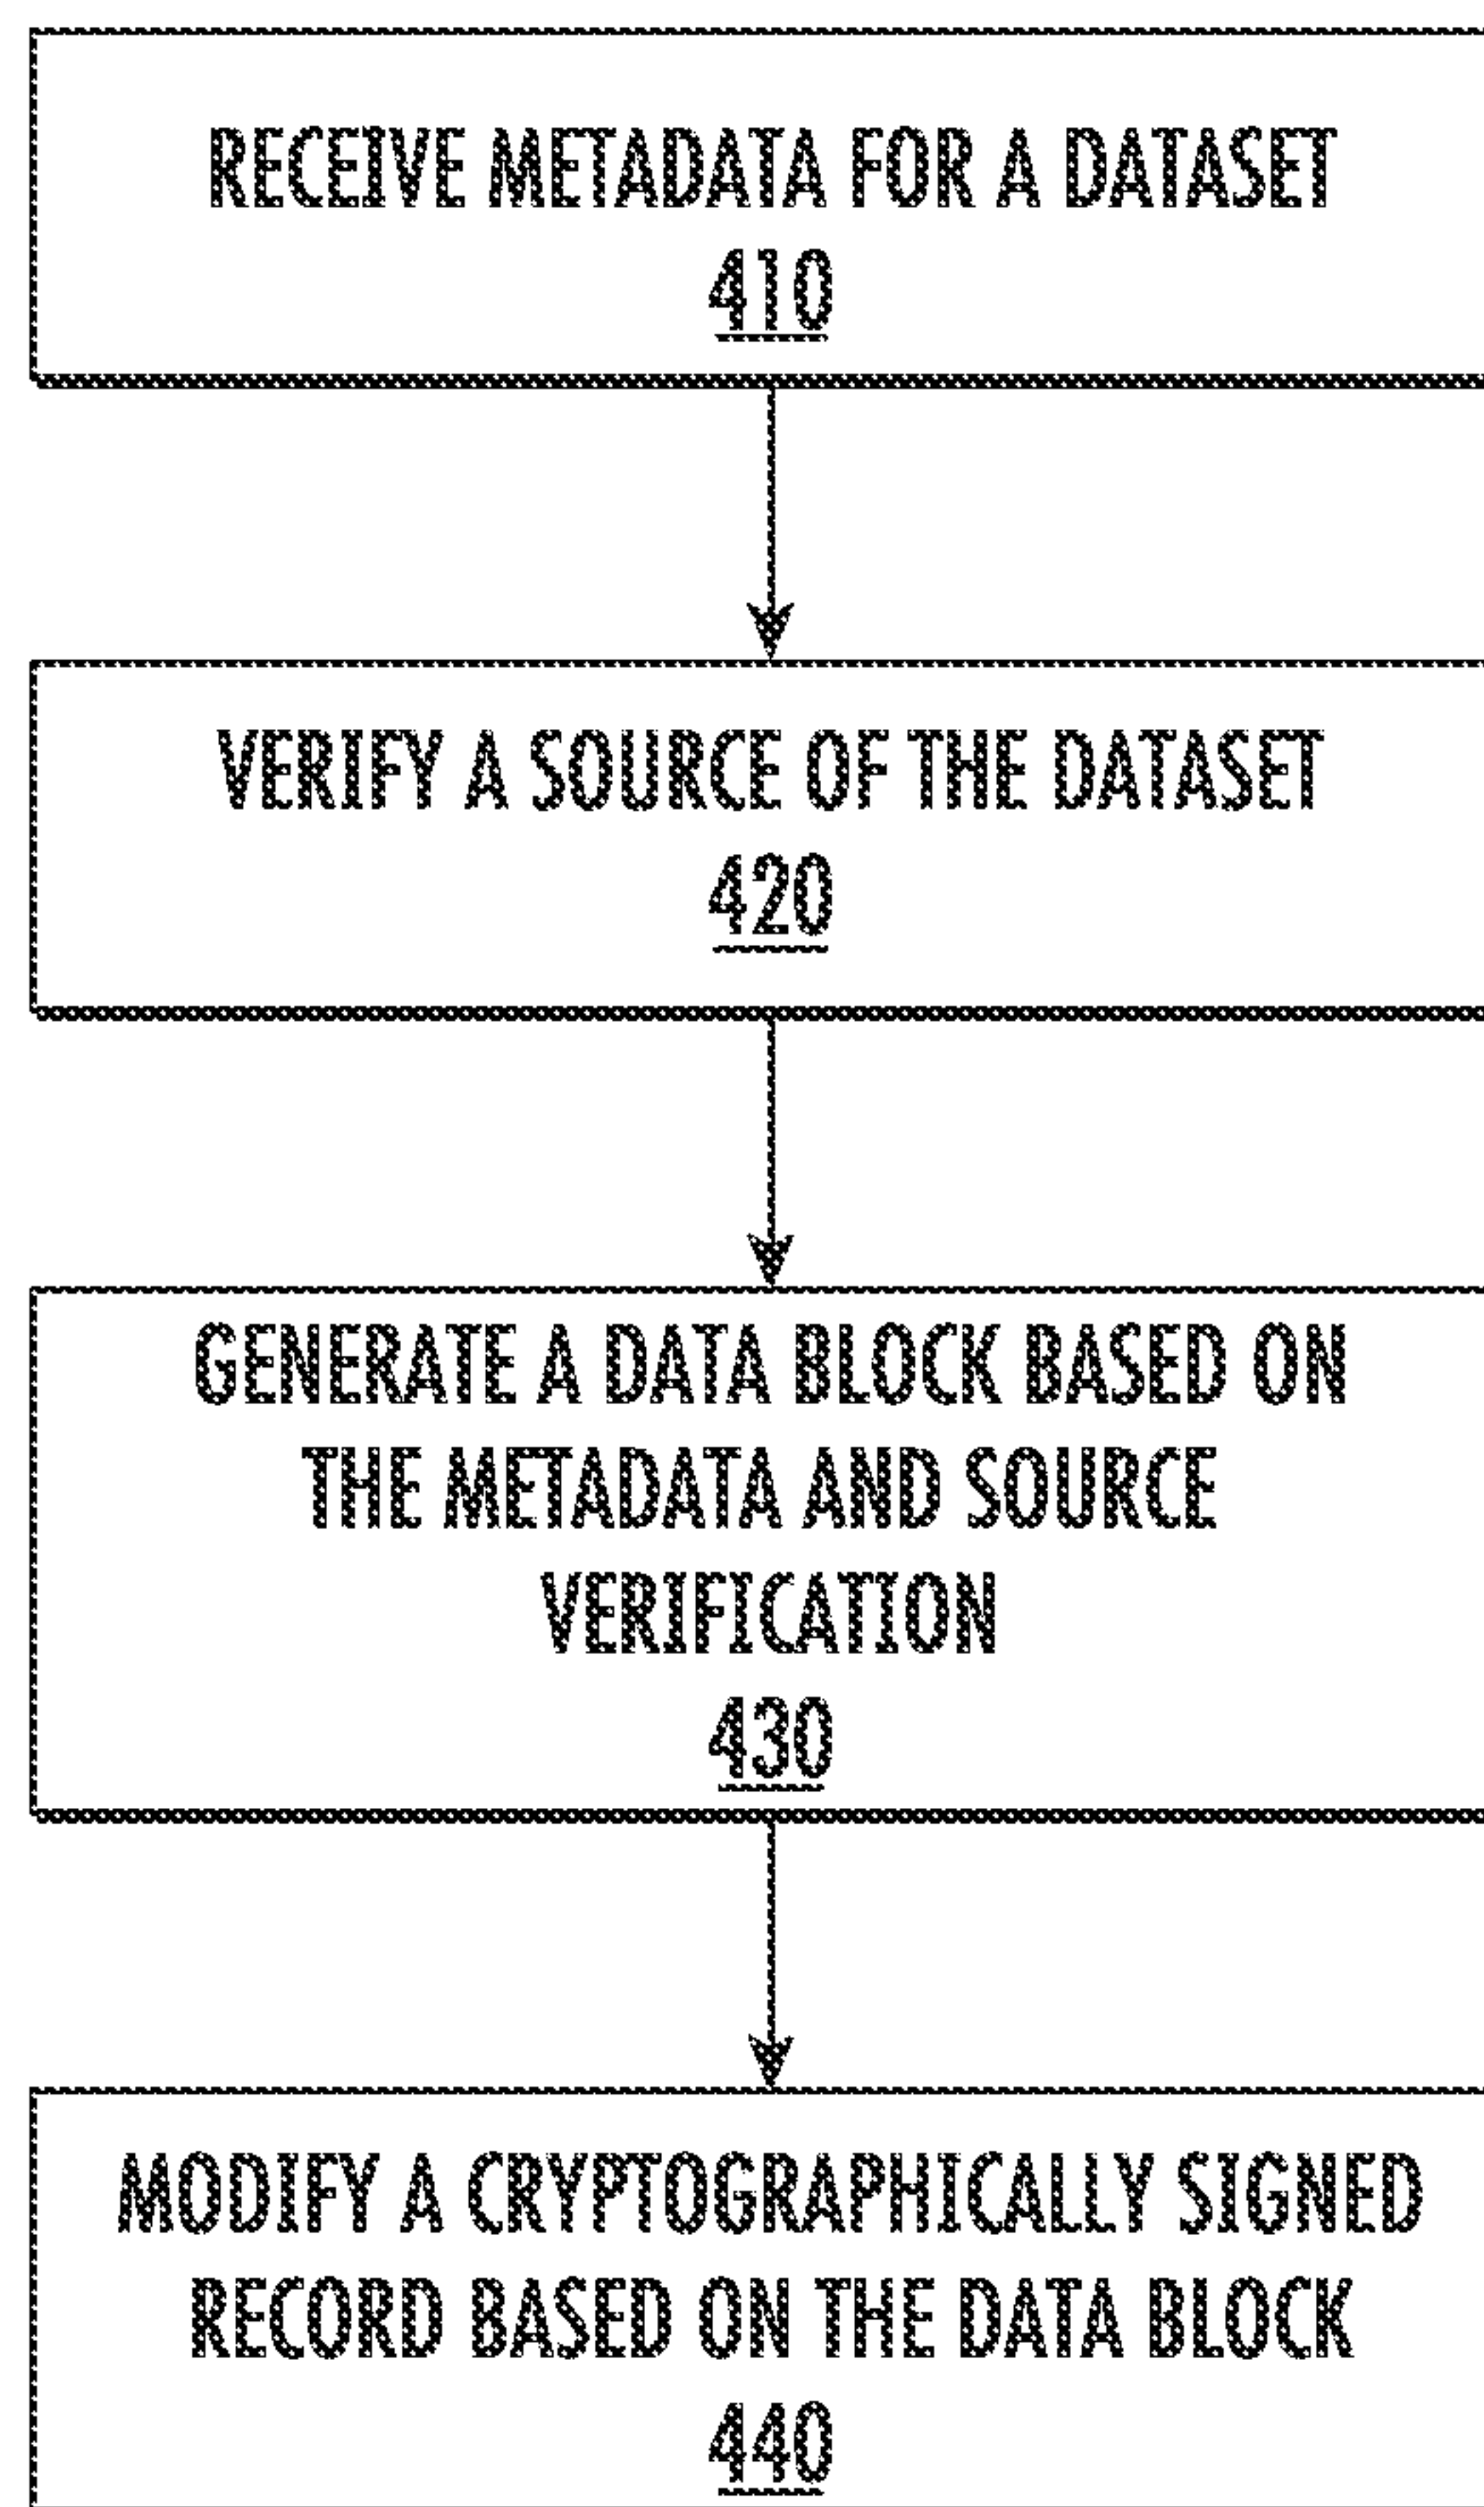 RECEIVE METADATA FOR A DATASET
410
VERIFY A SOURCE OF THE DATASET
420
GENERATE A DATA BLOCK BASED ON
THE METADATA AND SOURCE
VERIFICATION
430
MODIFY A CRYPTOGRAPHICALLY SIGNED
RECORD BASED ON THE DATA BLOCK
440